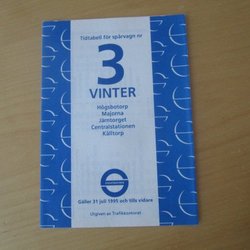 Tidtabell för spårvagn nr
3
VINTER
Högsbotorp
Majorna
Järntorget
Centralstationen
Kålltorp
Gäller 31 juli 1995 och tills vidare
Utgiven av Trafikkontoret